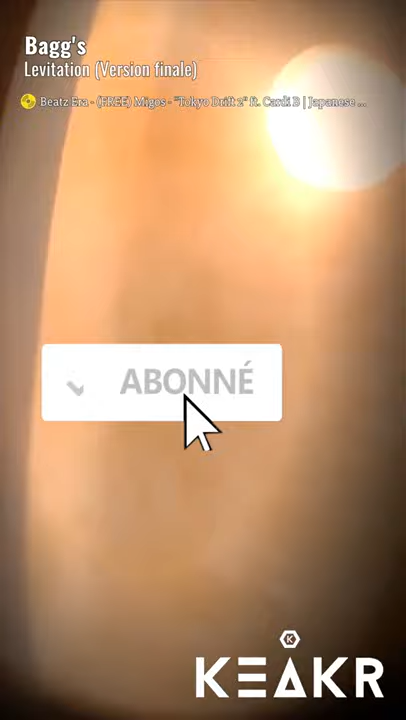 Bagg's
Levitation (Version finale)
Beatz Era - (FREE) Migos - "Tokyo Drift 2" ft. Cardi B | Japanese ...
ABONNÉ
K
KEAKR